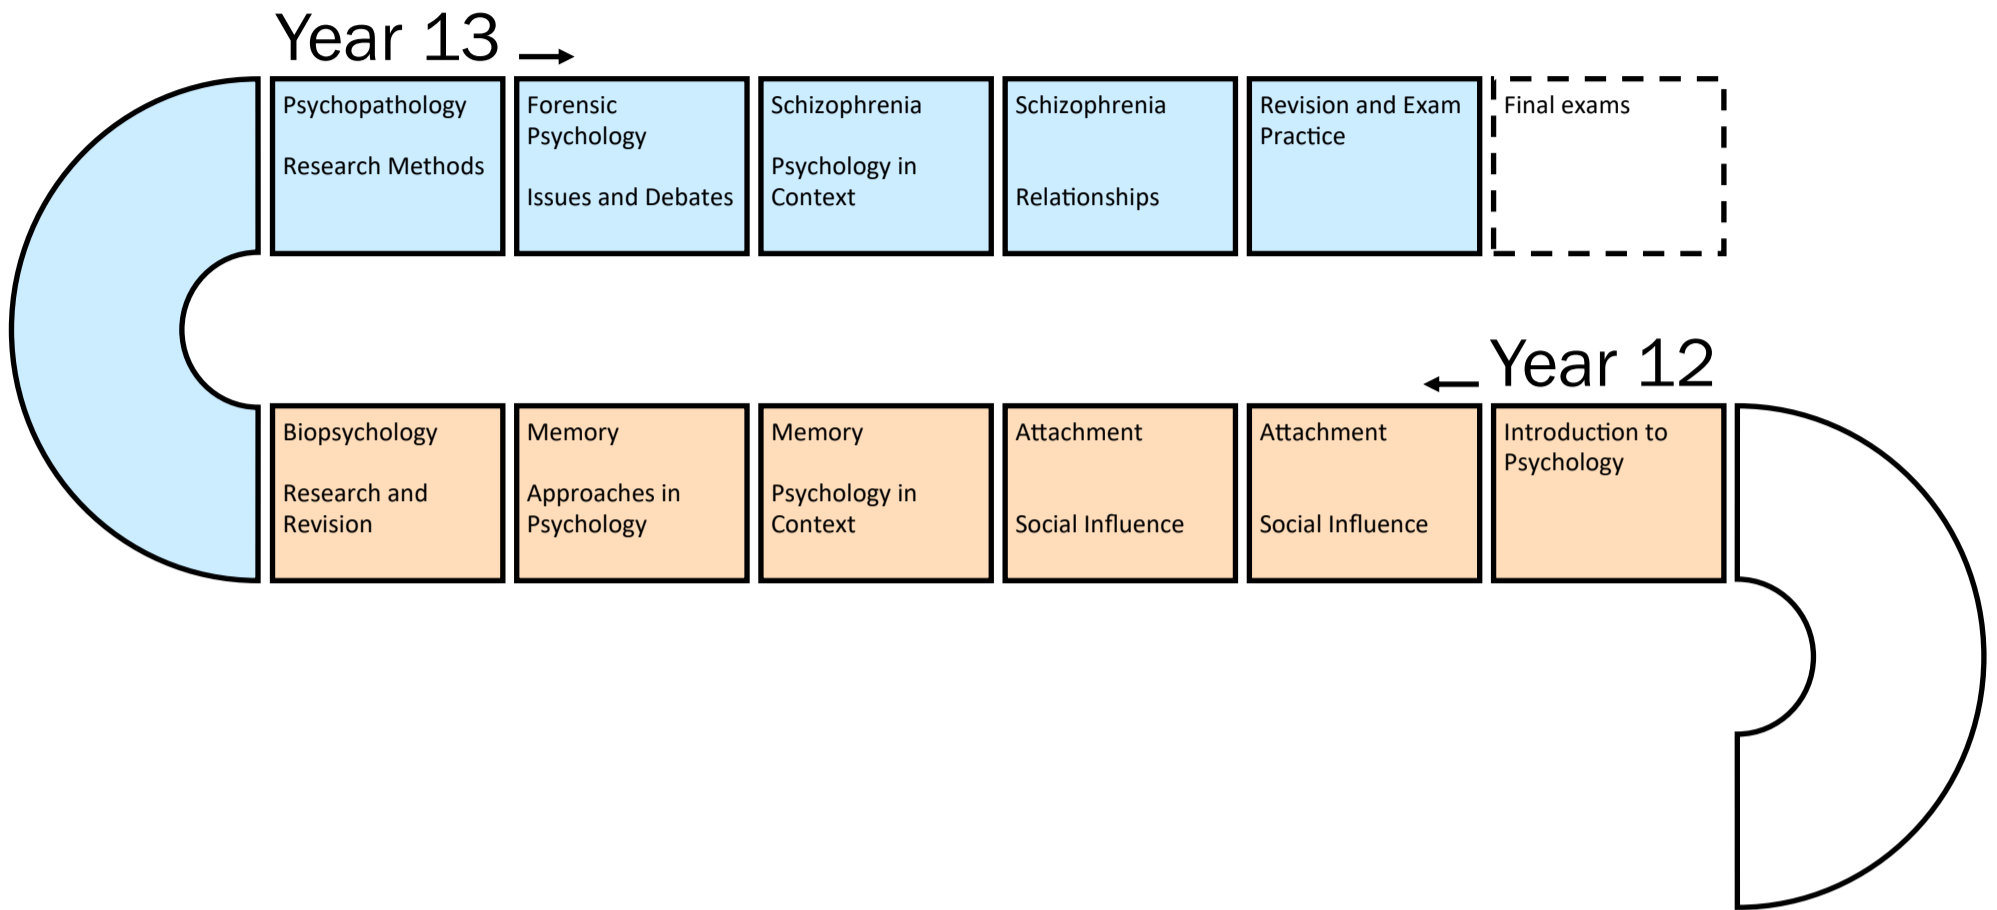 Year 13
Psychopathology
Research Methods
Forensic
Psychology
Issues and Debates
Schizophrenia
Psychology in
Context
Schizophrenia
Relationships
Revision and Exam
Practice
Final exams
Year 12
Biopsychology
Research and
Revision
Memory
Approaches in
Psychology
Memory
Psychology in
Context
Attachment
Social Influence
Attachment
Social Influence
Introduction to
Psychology